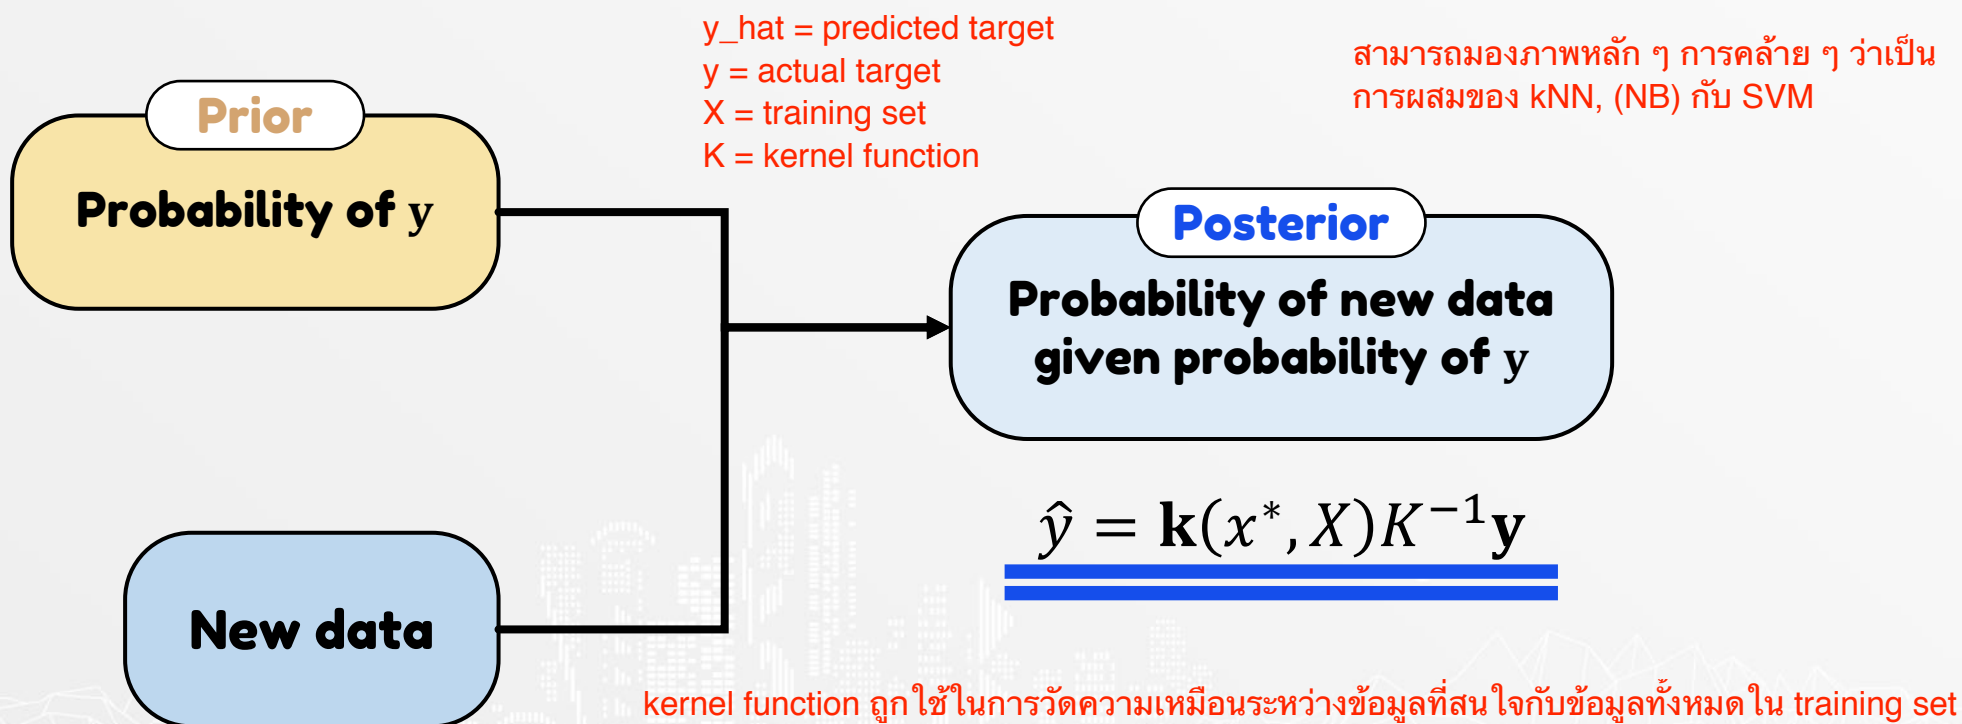 y_hat = predicted target
y = actual target
X = training set
K = kernel function
สามารถมองภาพหลัก ๆ การคล้าย ๆ ว่าเป็น
การผสมของ kNN, (NB) กับ SVM
Prior
Probability of y
Posterior
Probability of new data
given probability of y
ŷ = k(x*, X)K⁻¹y
New data
kernel function ถูกใช้ในการวัดความเหมือนระหว่างข้อมูลที่สนใจกับข้อมูลทั้งหมดใน training set